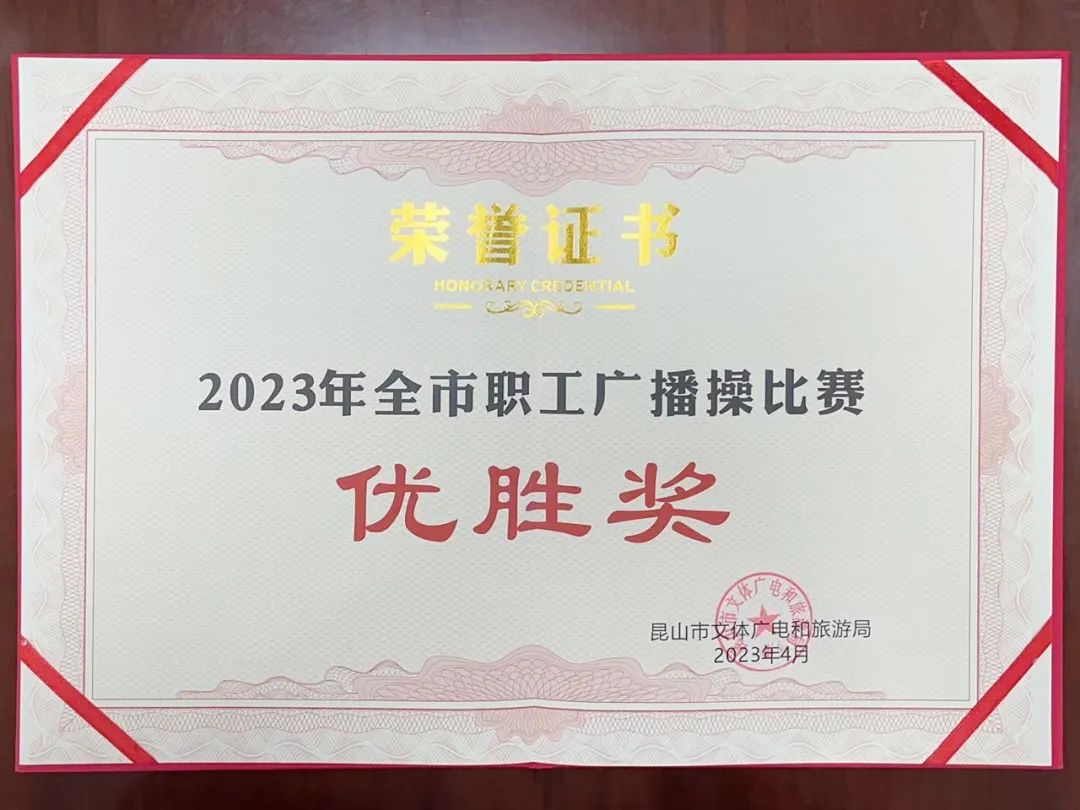 荣誉证书
HONORARY CREDENTIAL
2023年全市职工广播操比赛
优胜奖
昆山市文体广电和旅游局
2023年4月